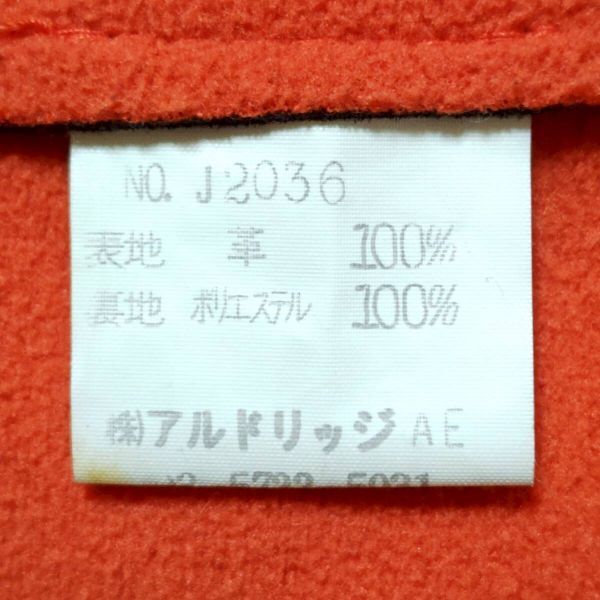 NO. J2036
表地 革 100%
裏地 ポリエステル 100%
㈱アルドリッジ AE